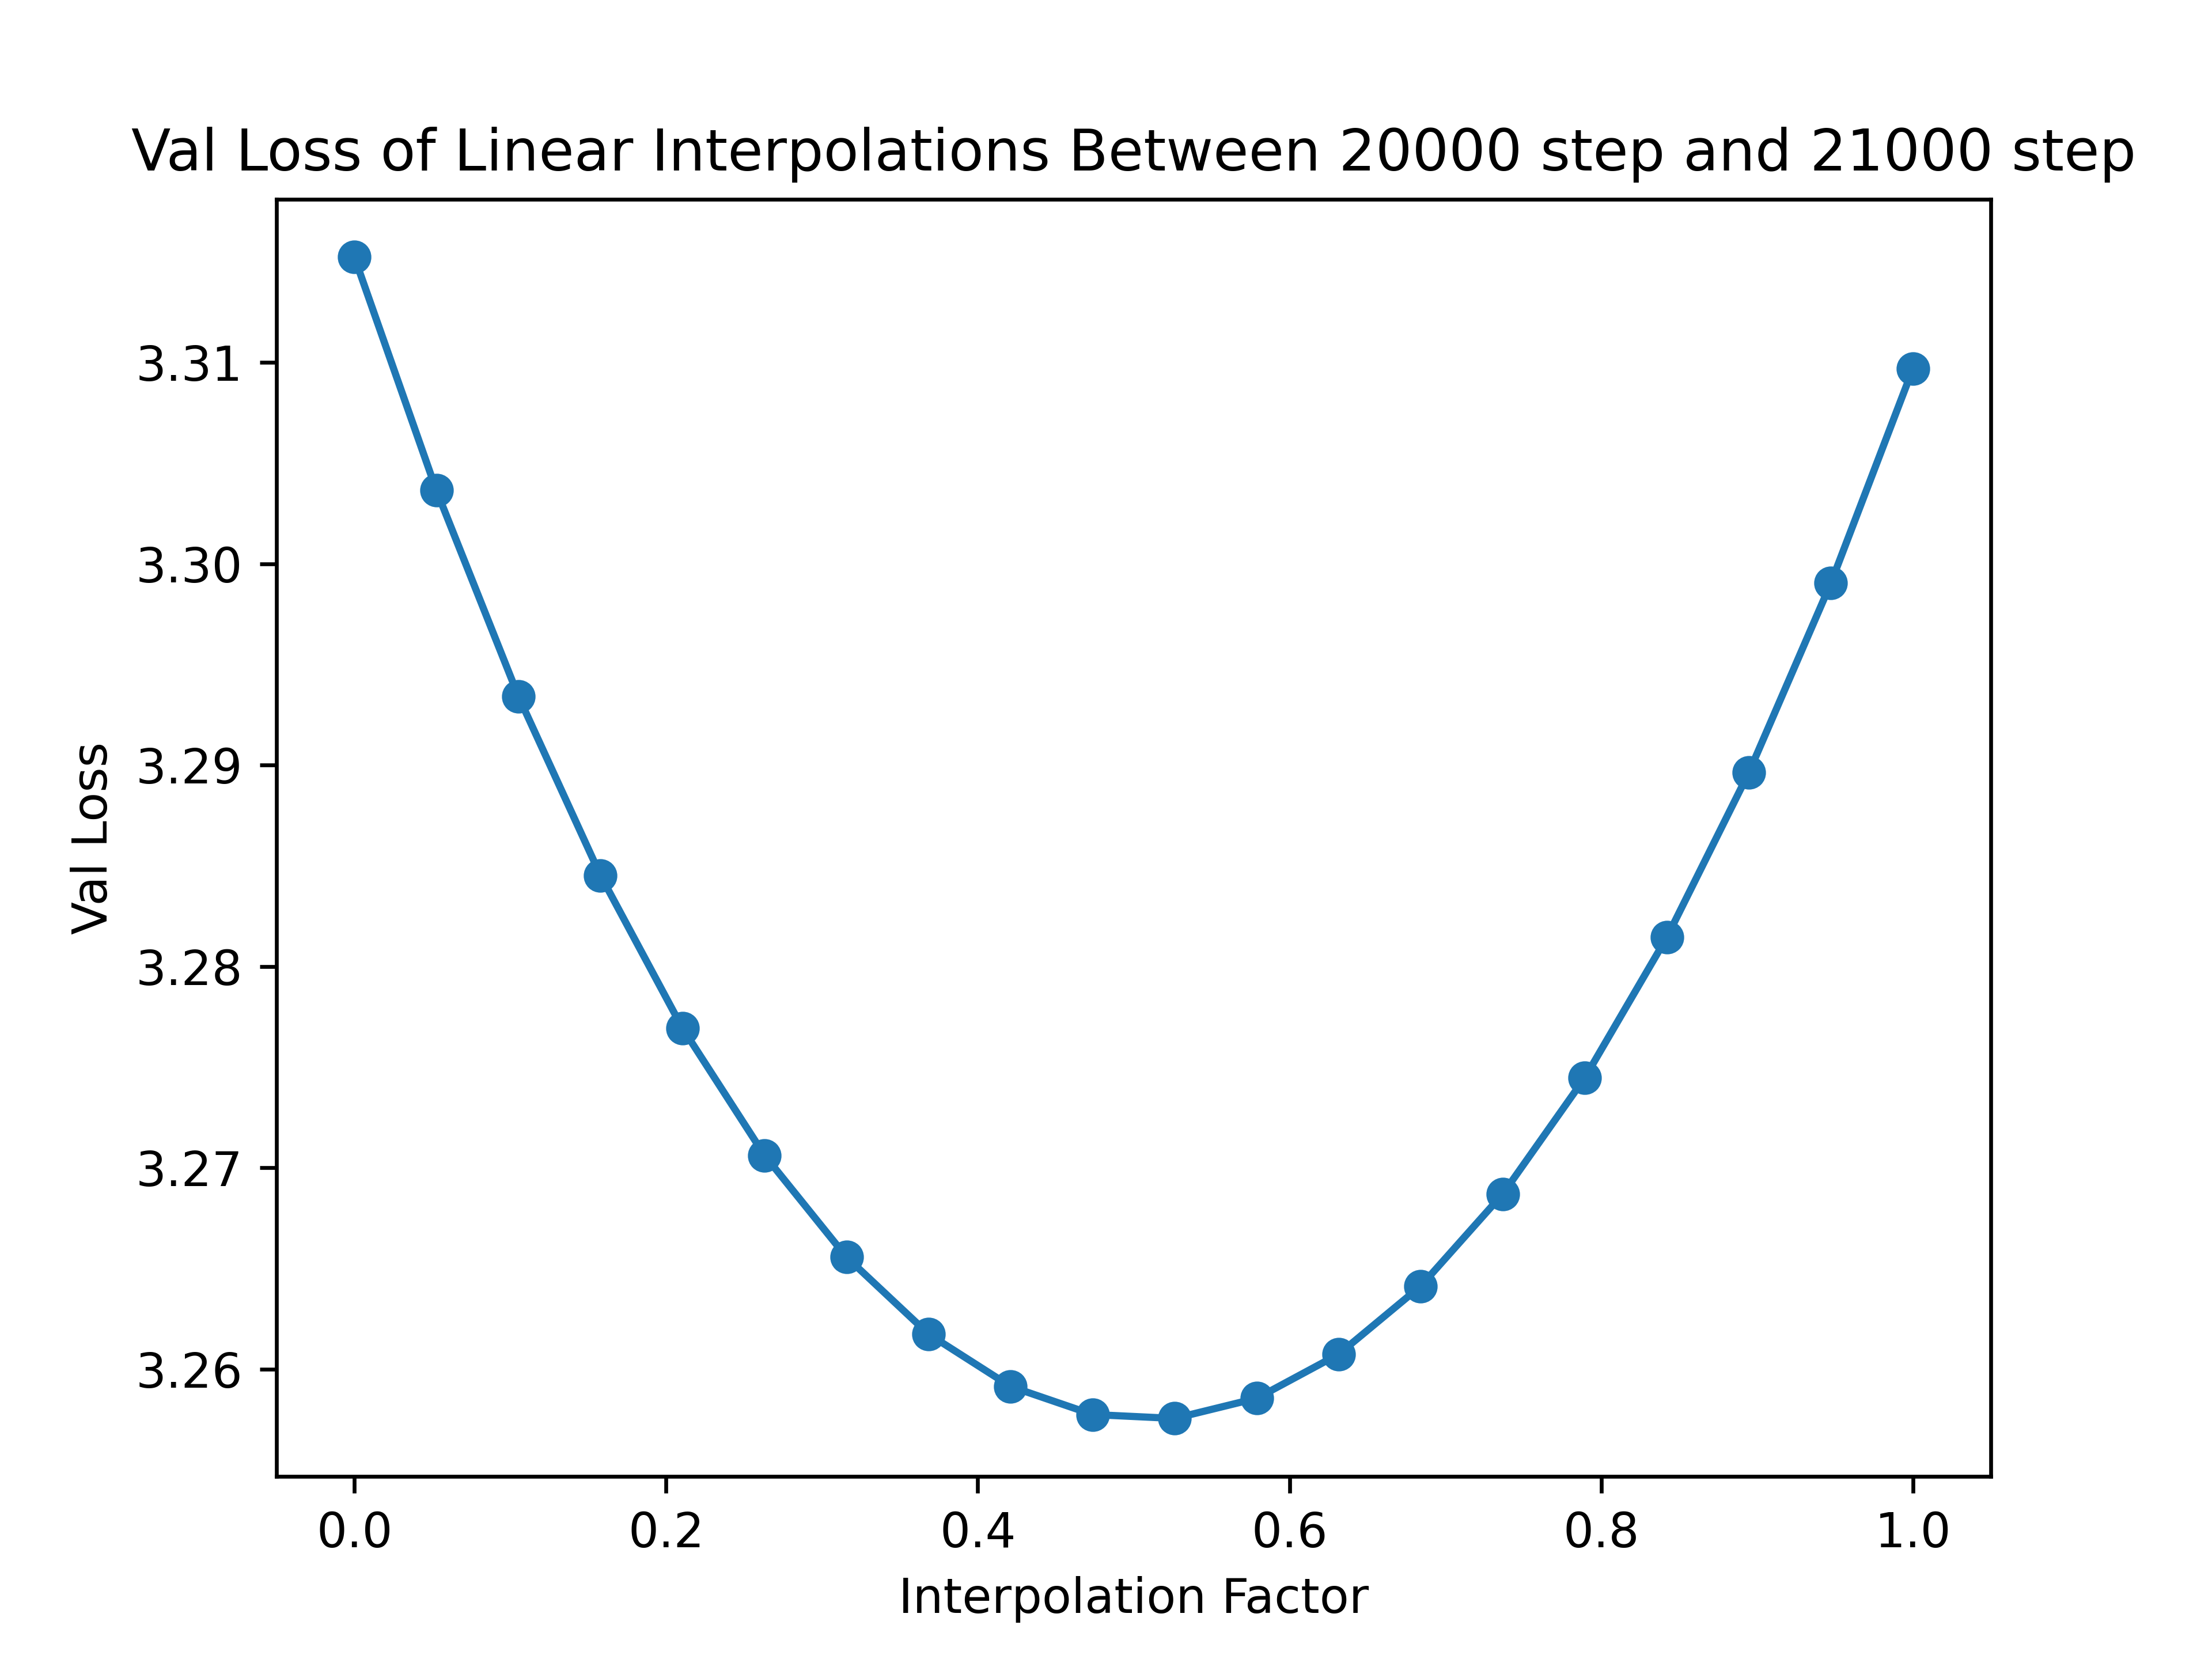 Val Loss of Linear Interpolations Between 20000 step and 21000 step
Val Loss
3.31
3.30
3.29
3.28
3.27
3.26
0.0 0.2 0.4 0.6 0.8 1.0
Interpolation Factor